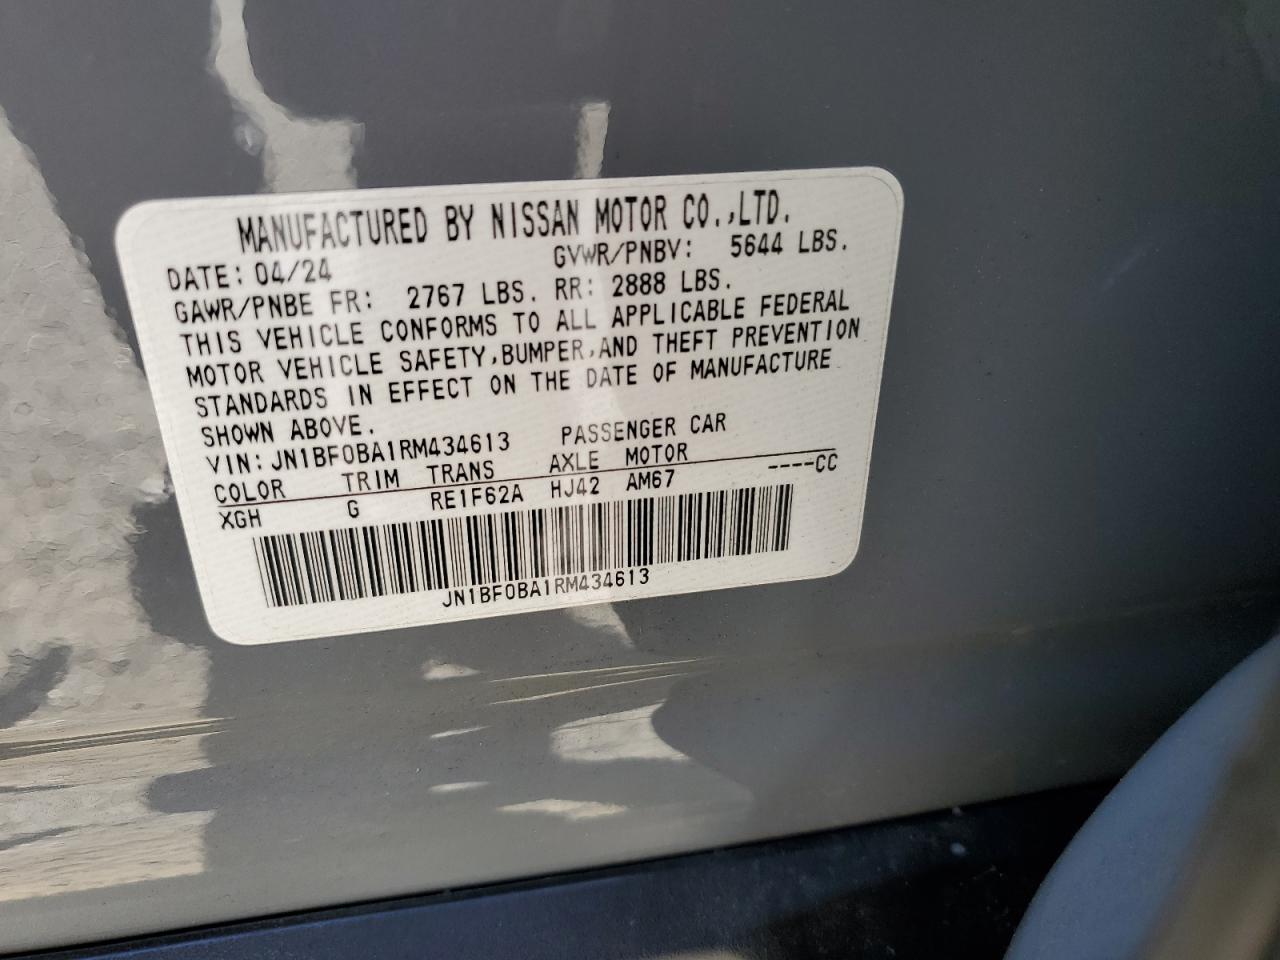 MANUFACTURED BY NISSAN MOTOR CO.,LTD.
DATE: 04/24 GVWR/PNBV: 5644 LBS.
GAWR/PNBE FR: 2767 LBS. RR: 2888 LBS.
THIS VEHICLE CONFORMS TO ALL APPLICABLE FEDERAL
MOTOR VEHICLE SAFETY,BUMPER,AND THEFT PREVENTION
STANDARDS IN EFFECT ON THE DATE OF MANUFACTURE
SHOWN ABOVE.
VIN: JN1BF0BA1RM434613 PASSENGER CAR
COLOR TRIM TRANS AXLE MOTOR
XGH G RE1F62A HJ42 AM67 ----CC
JN1BF0BA1RM434613